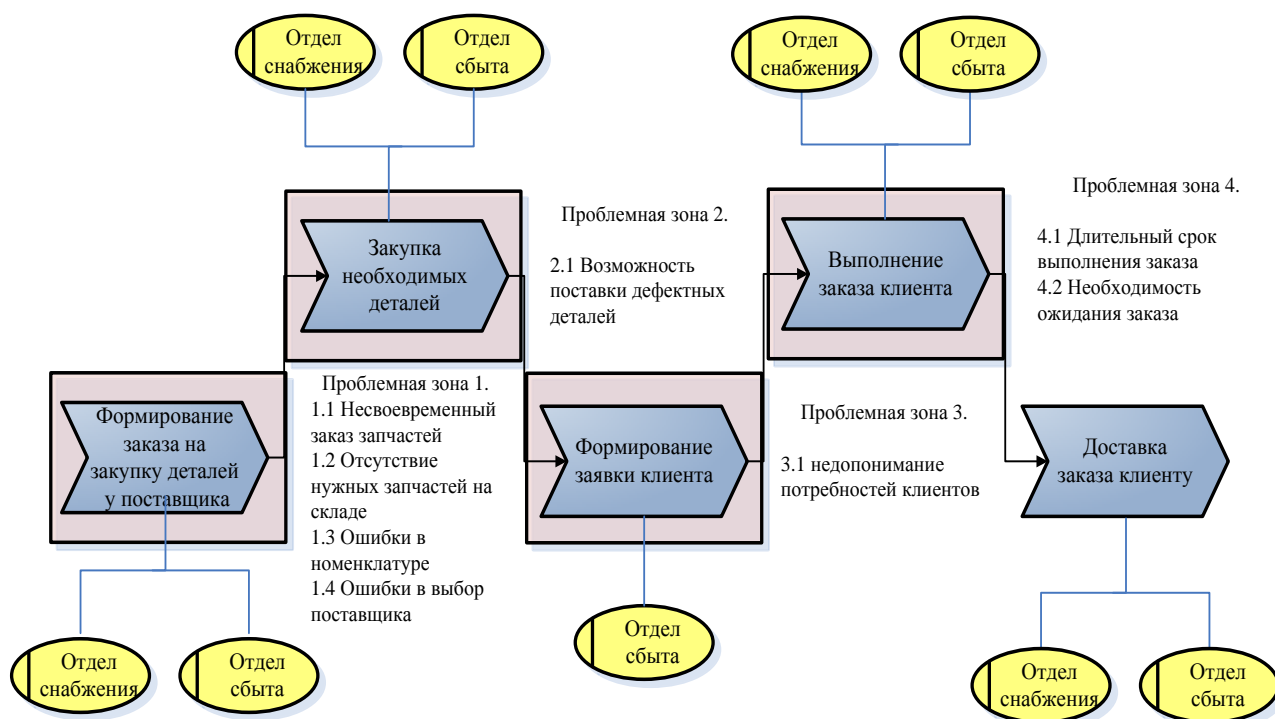 Отдел
снабжения
Отдел
сбыта
Отдел
снабжения
Отдел
сбыта
Закупка
необходимых
деталей
Проблемная зона 2.
2.1 Возможность
поставки дефектных
деталей
Выполнение
заказа клиента
Проблемная зона 4.
4.1 Длительный срок
выполнения заказа
4.2 Необходимость
ожидания заказа
Формирование
заказа на
закупку деталей
у поставщика
Проблемная зона 1.
1.1 Несвоевременный
заказ запчастей
1.2 Отсутствие
нужных запчастей на
складе
1.3 Ошибки в
номенклатуре
1.4 Ошибки в выбор
поставщика
Формирование
заявки клиента
Проблемная зона 3.
3.1 недопонимание
потребностей клиентов
Доставка
заказа клиенту
Отдел
снабжения
Отдел
сбыта
Отдел
сбыта
Отдел
снабжения
Отдел
сбыта